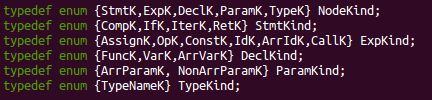 typedef enum {StmtK,ExpK,DeclK,ParamK,TypeK} NodeKind;
typedef enum {CompK,IfK,IterK,RetK} StmtKind;
typedef enum {AssignK,OpK,ConstK,IdK,ArrIdK,CallK} ExpKind;
typedef enum {FuncK,VarK,ArrVarK} DeclKind;
typedef enum {ArrParamK, NonArrParamK} ParamKind;
typedef enum {TypeNameK} TypeKind;